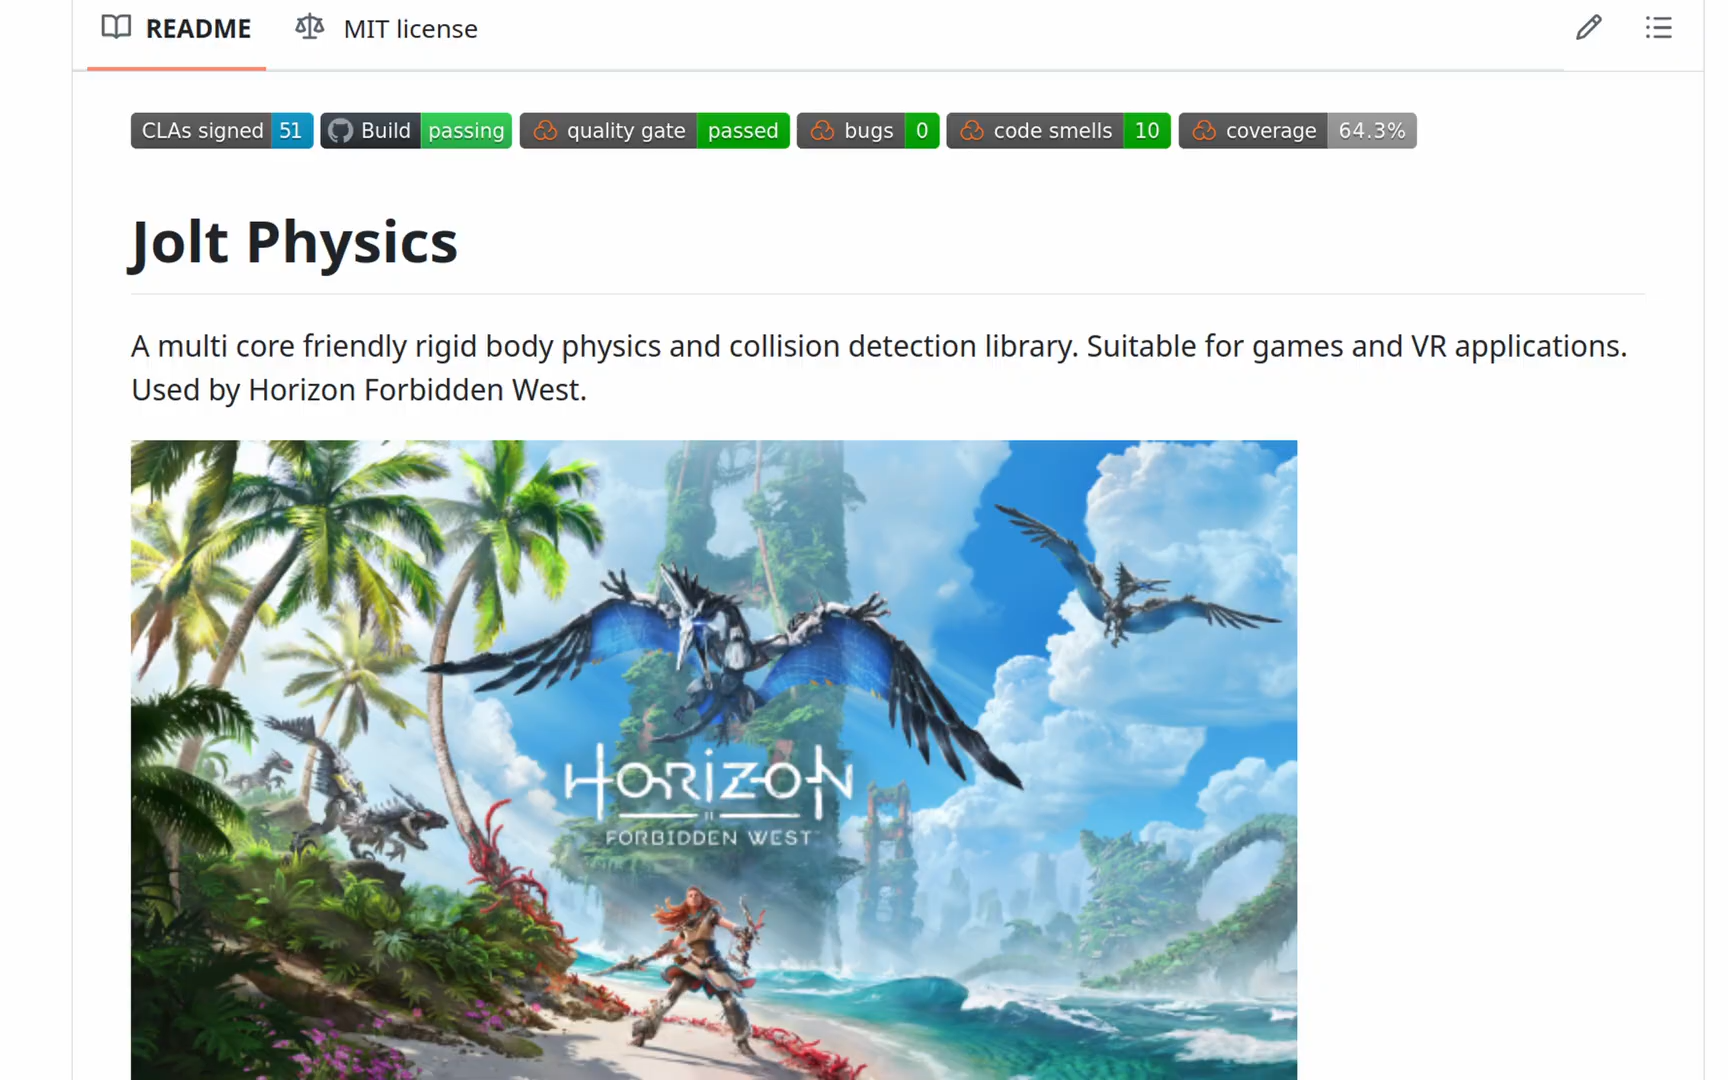 README MIT license
CLAs signed 51 Build passing quality gate passed bugs 0 code smells 10 coverage 64.3%
Jolt Physics
A multi core friendly rigid body physics and collision detection library. Suitable for games and VR applications.
Used by Horizon Forbidden West.
HORIZON
FORBIDDEN WEST